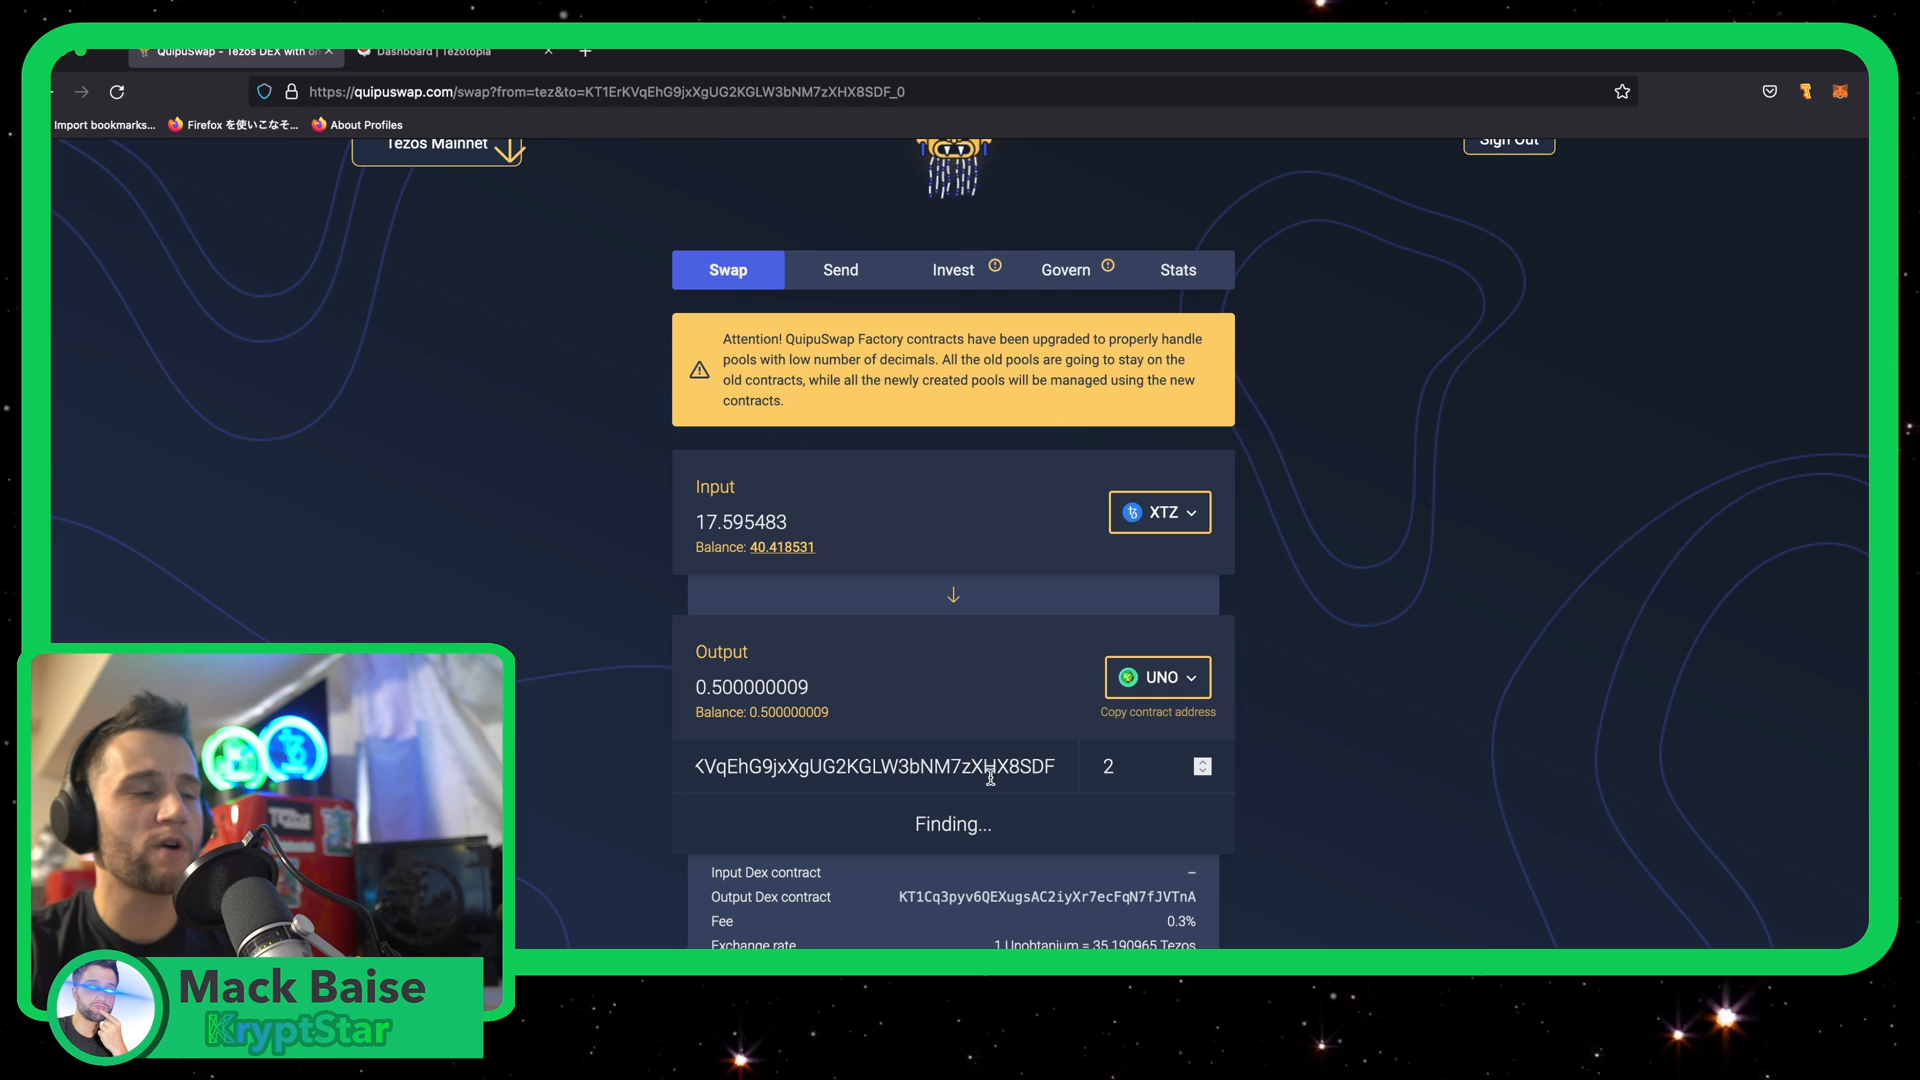 QuipuSwap - Tezos DEX with on
Dashboard | Tezotopia
https://quipuswap.com/swap?from=tez&to=KT1ErKVqEhG9jxXgUG2KGLW3bNM7zXHX8SDF_0
Import bookmarks...
Firefox を使いこなそ...
About Profiles
Tezos Mainnet
Sign Out
Swap
Send
Invest
Govern
Stats
Attention! QuipuSwap Factory contracts have been upgraded to properly handle
pools with low number of decimals. All the old pools are going to stay on the
old contracts, while all the newly created pools will be managed using the new
contracts.
Input
17.595483
XTZ
Balance: 40.418531
Output
0.500000009
UNO
Balance: 0.500000009
Copy contract address
KVqEhG9jxXgUG2KGLW3bNM7zXHX8SDF
2
Finding...
Input Dex contract
–
Output Dex contract
KT1Cq3pyv6QEXugsAC2iyXr7ecFqN7fJVTnA
Fee
0.3%
Exchange rate
1 Unobtanium = 35.190965 Tezos
Mack Baise
KryptStar